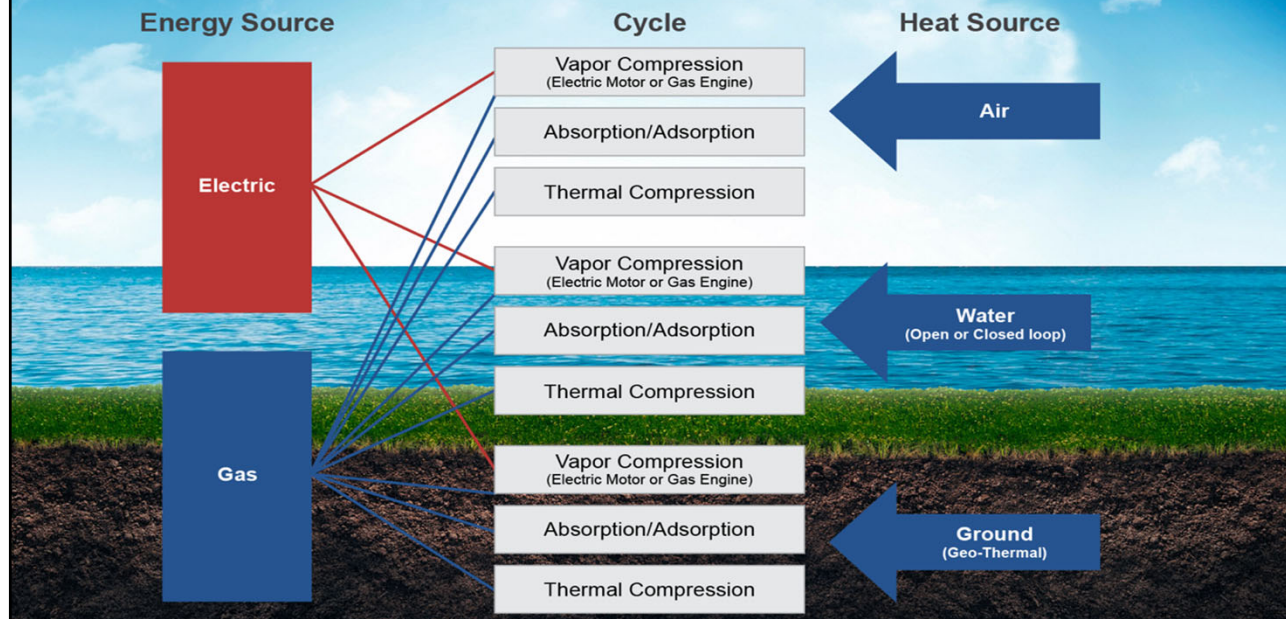 Energy Source
Cycle
Heat Source
Electric
Gas
Vapor Compression
(Electric Motor or Gas Engine)
Absorption/Adsorption
Thermal Compression
Vapor Compression
(Electric Motor or Gas Engine)
Absorption/Adsorption
Thermal Compression
Vapor Compression
(Electric Motor or Gas Engine)
Absorption/Adsorption
Thermal Compression
Air
Water
(Open or Closed loop)
Ground
(Geo-Thermal)